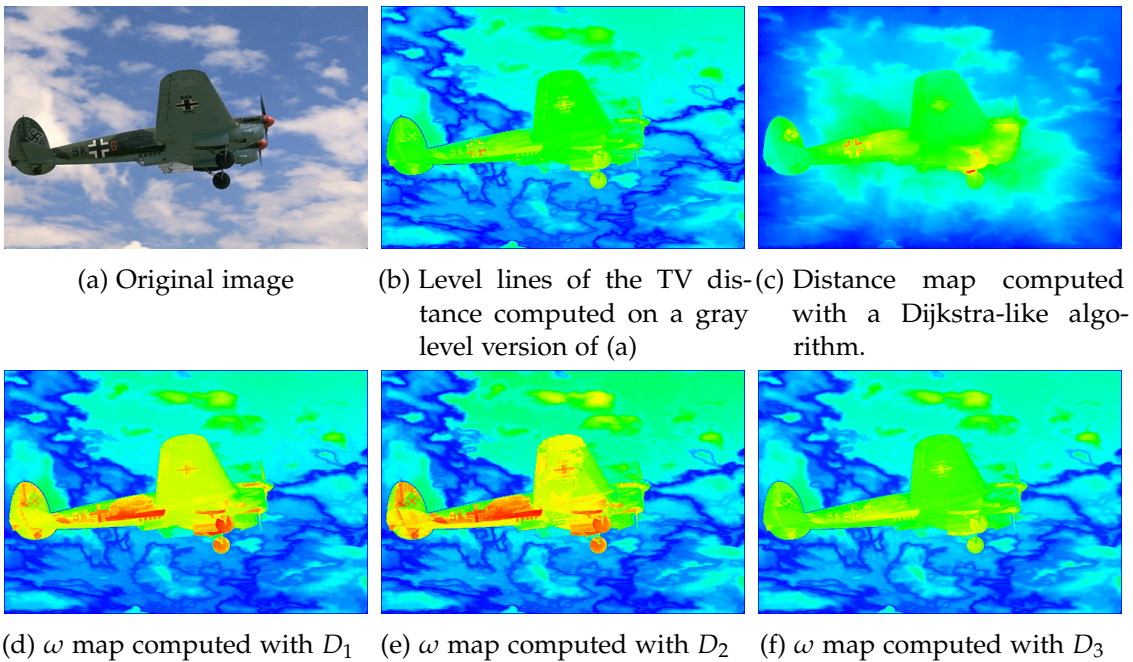 9K G
(a) Original image
(b) Level lines of the TV dis-
tance computed on a gray
level version of (a)
(c) Distance map computed
with a Dijkstra-like algo-
rithm.
(d) ω map computed with D₁
(e) ω map computed with D₂
(f) ω map computed with D₃